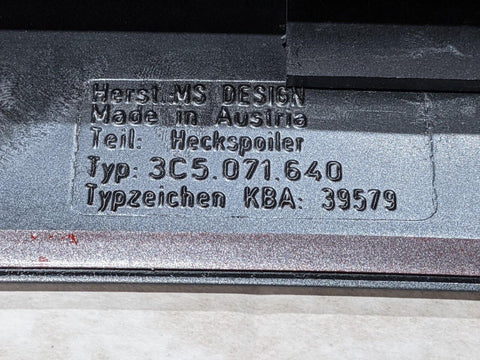 Herst.:MS DESIGN
Made in Austria
Teil: Heckspoiler
Typ: 3C5.071.640
Typzeichen KBA: 39579